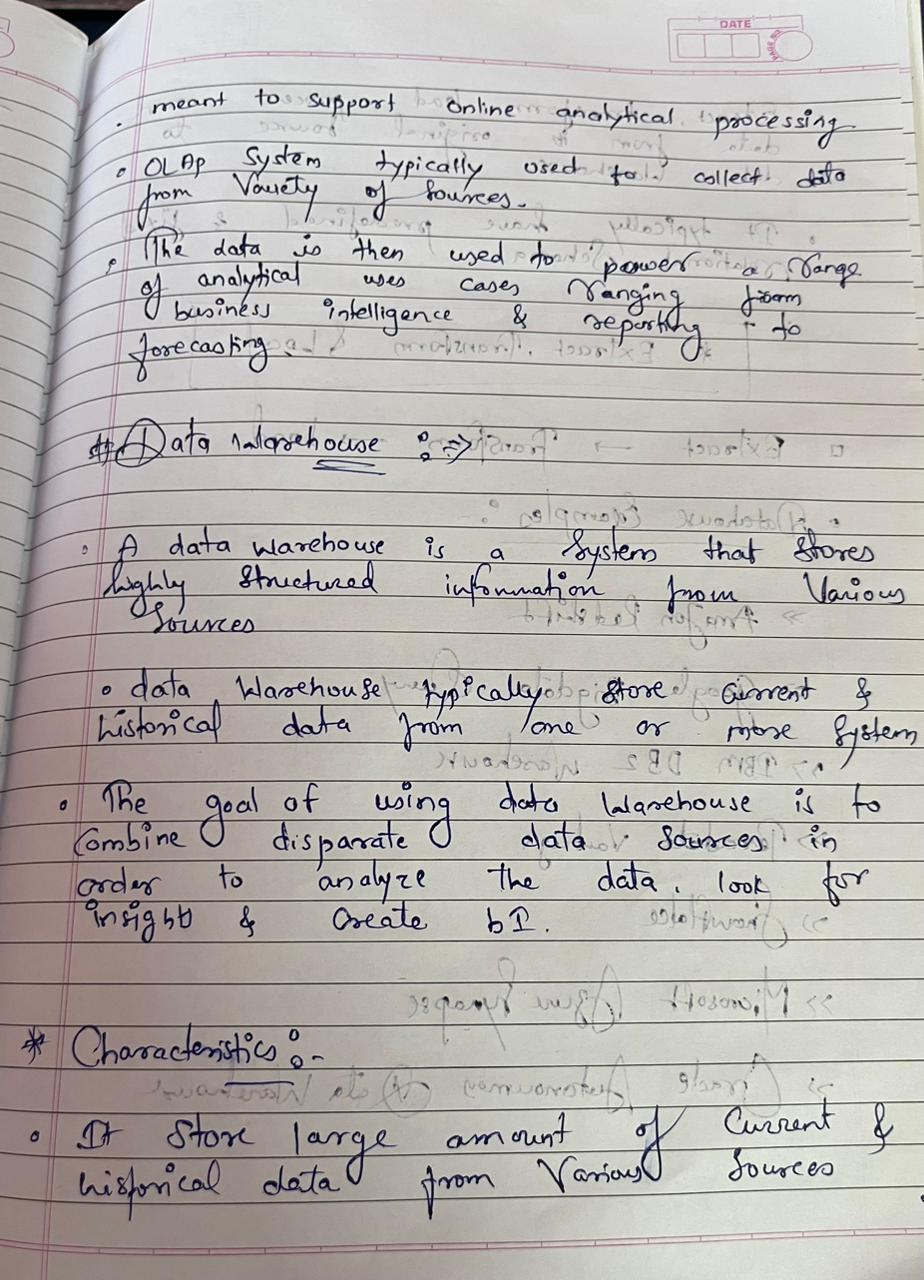 DATE
PAGE NO.
. meant to support online analytical processing.
• OLAP System typically used to collect data
from Variety of Sources.
• The data is then used to power a range
of analytical uses cases ranging from
business intelligence & reporting to
forecasting.
# Data Warehouse :⇒
• A data warehouse is a System that Stores
highly Structured information from Various
Sources
• data Warehouse typically store current &
historical data from one or more System
• The goal of using data Warehouse is to
Combine disparate data Sources in
order to analyze the data, look for
insight & Create bI.
* Characteristics :-
• It Store large amount of Current &
historical data from Various Sources